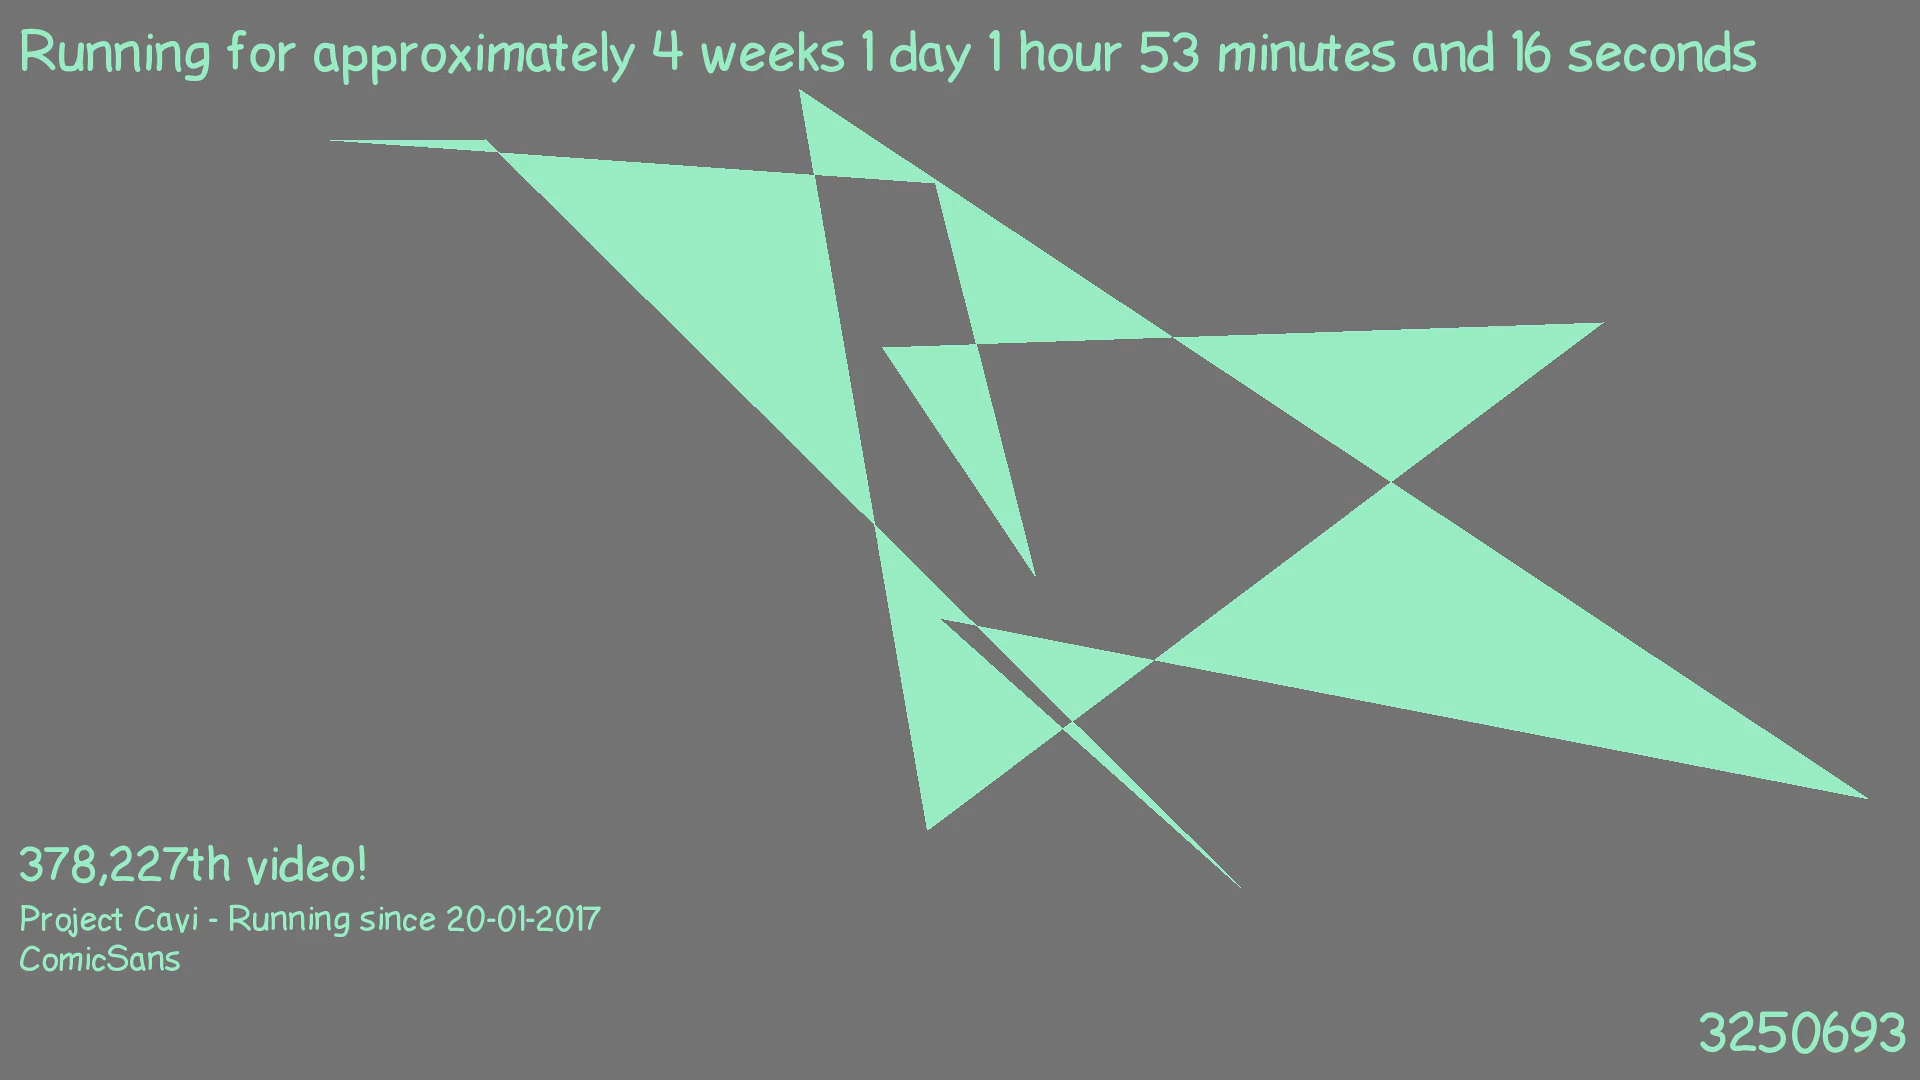 Running for approximately 4 weeks 1 day 1 hour 53 minutes and 16 seconds
378,227th video!
Project Cavi - Running since 20-01-2017
ComicSans
3250693